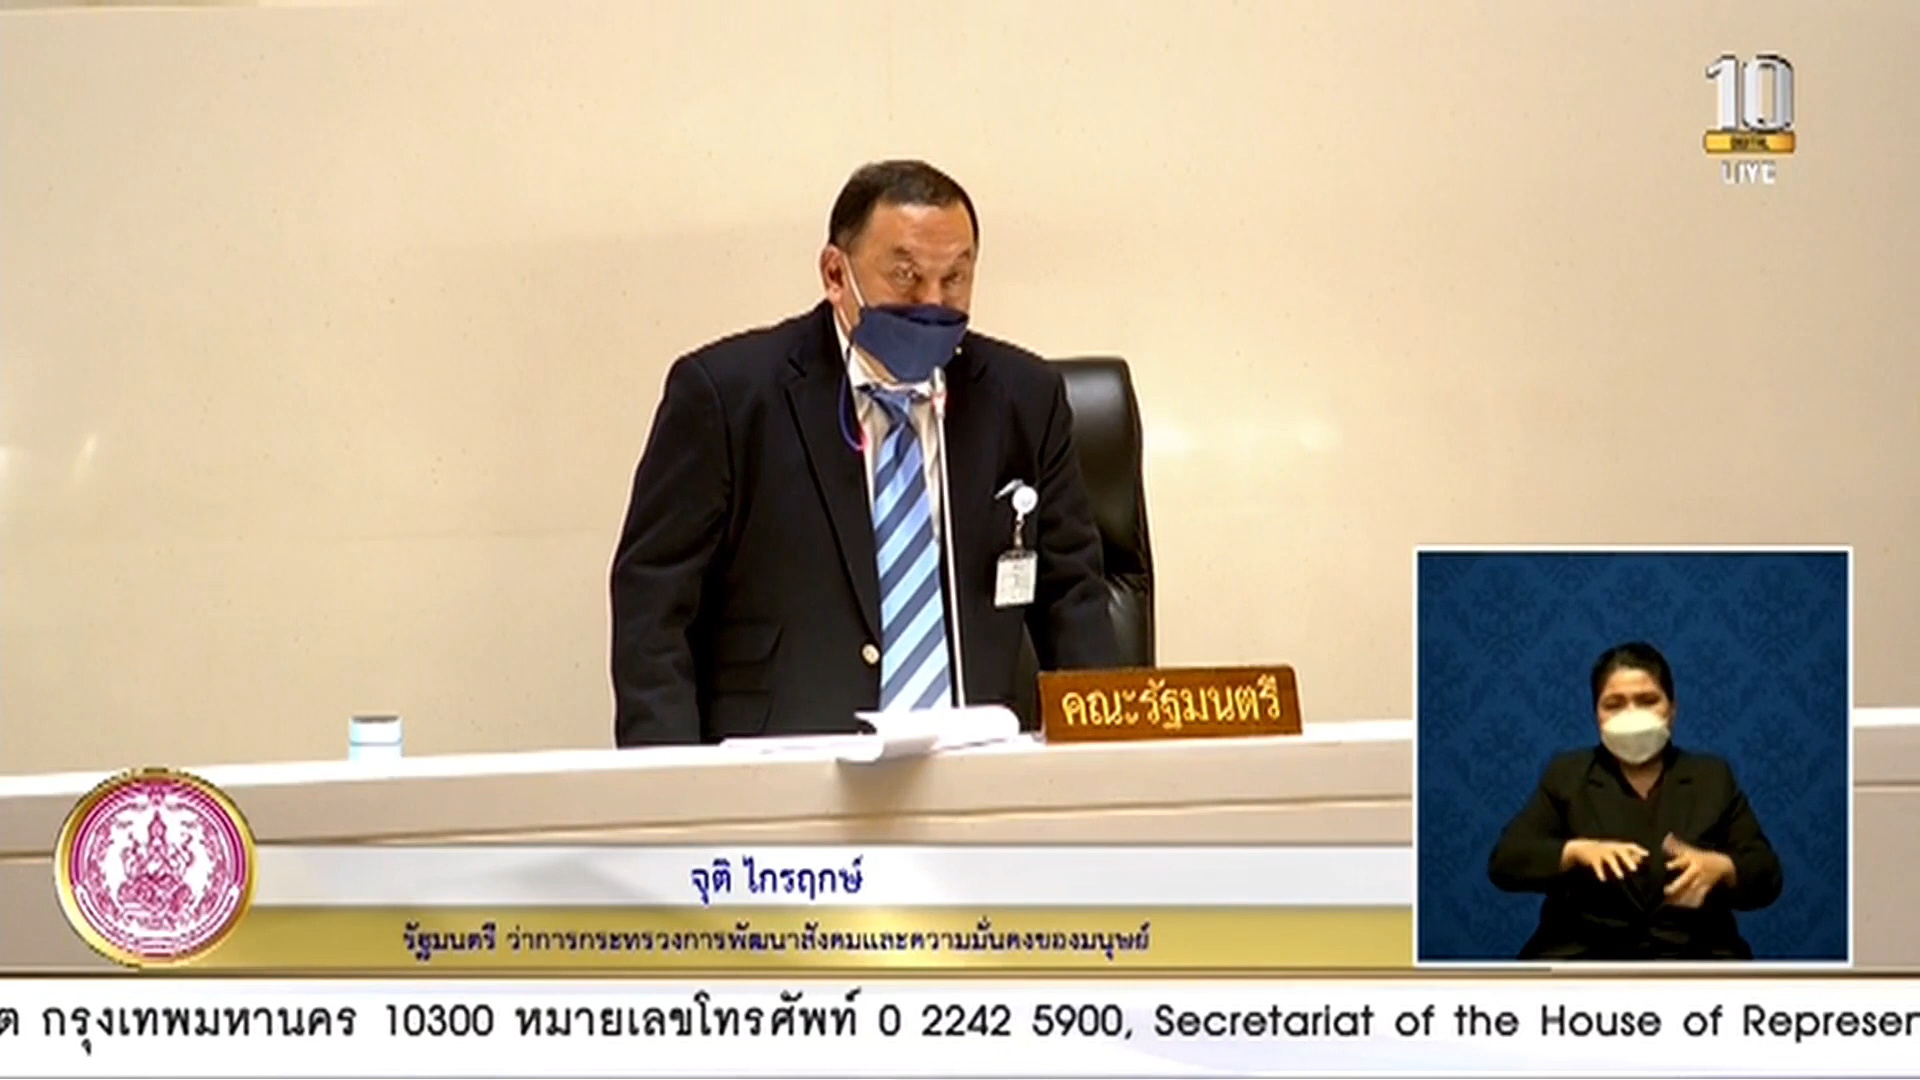 10
DIGITAL
LIVE
คณะรัฐมนตรี
จุติ ไกรฤกษ์
รัฐมนตรี ว่าการกระทรวงการพัฒนาสังคมและความมั่นคงของมนุษย์
ต กรุงเทพมหานคร 10300 หมายเลขโทรศัพท์ 0 2242 5900, Secretariat of the House of Represen